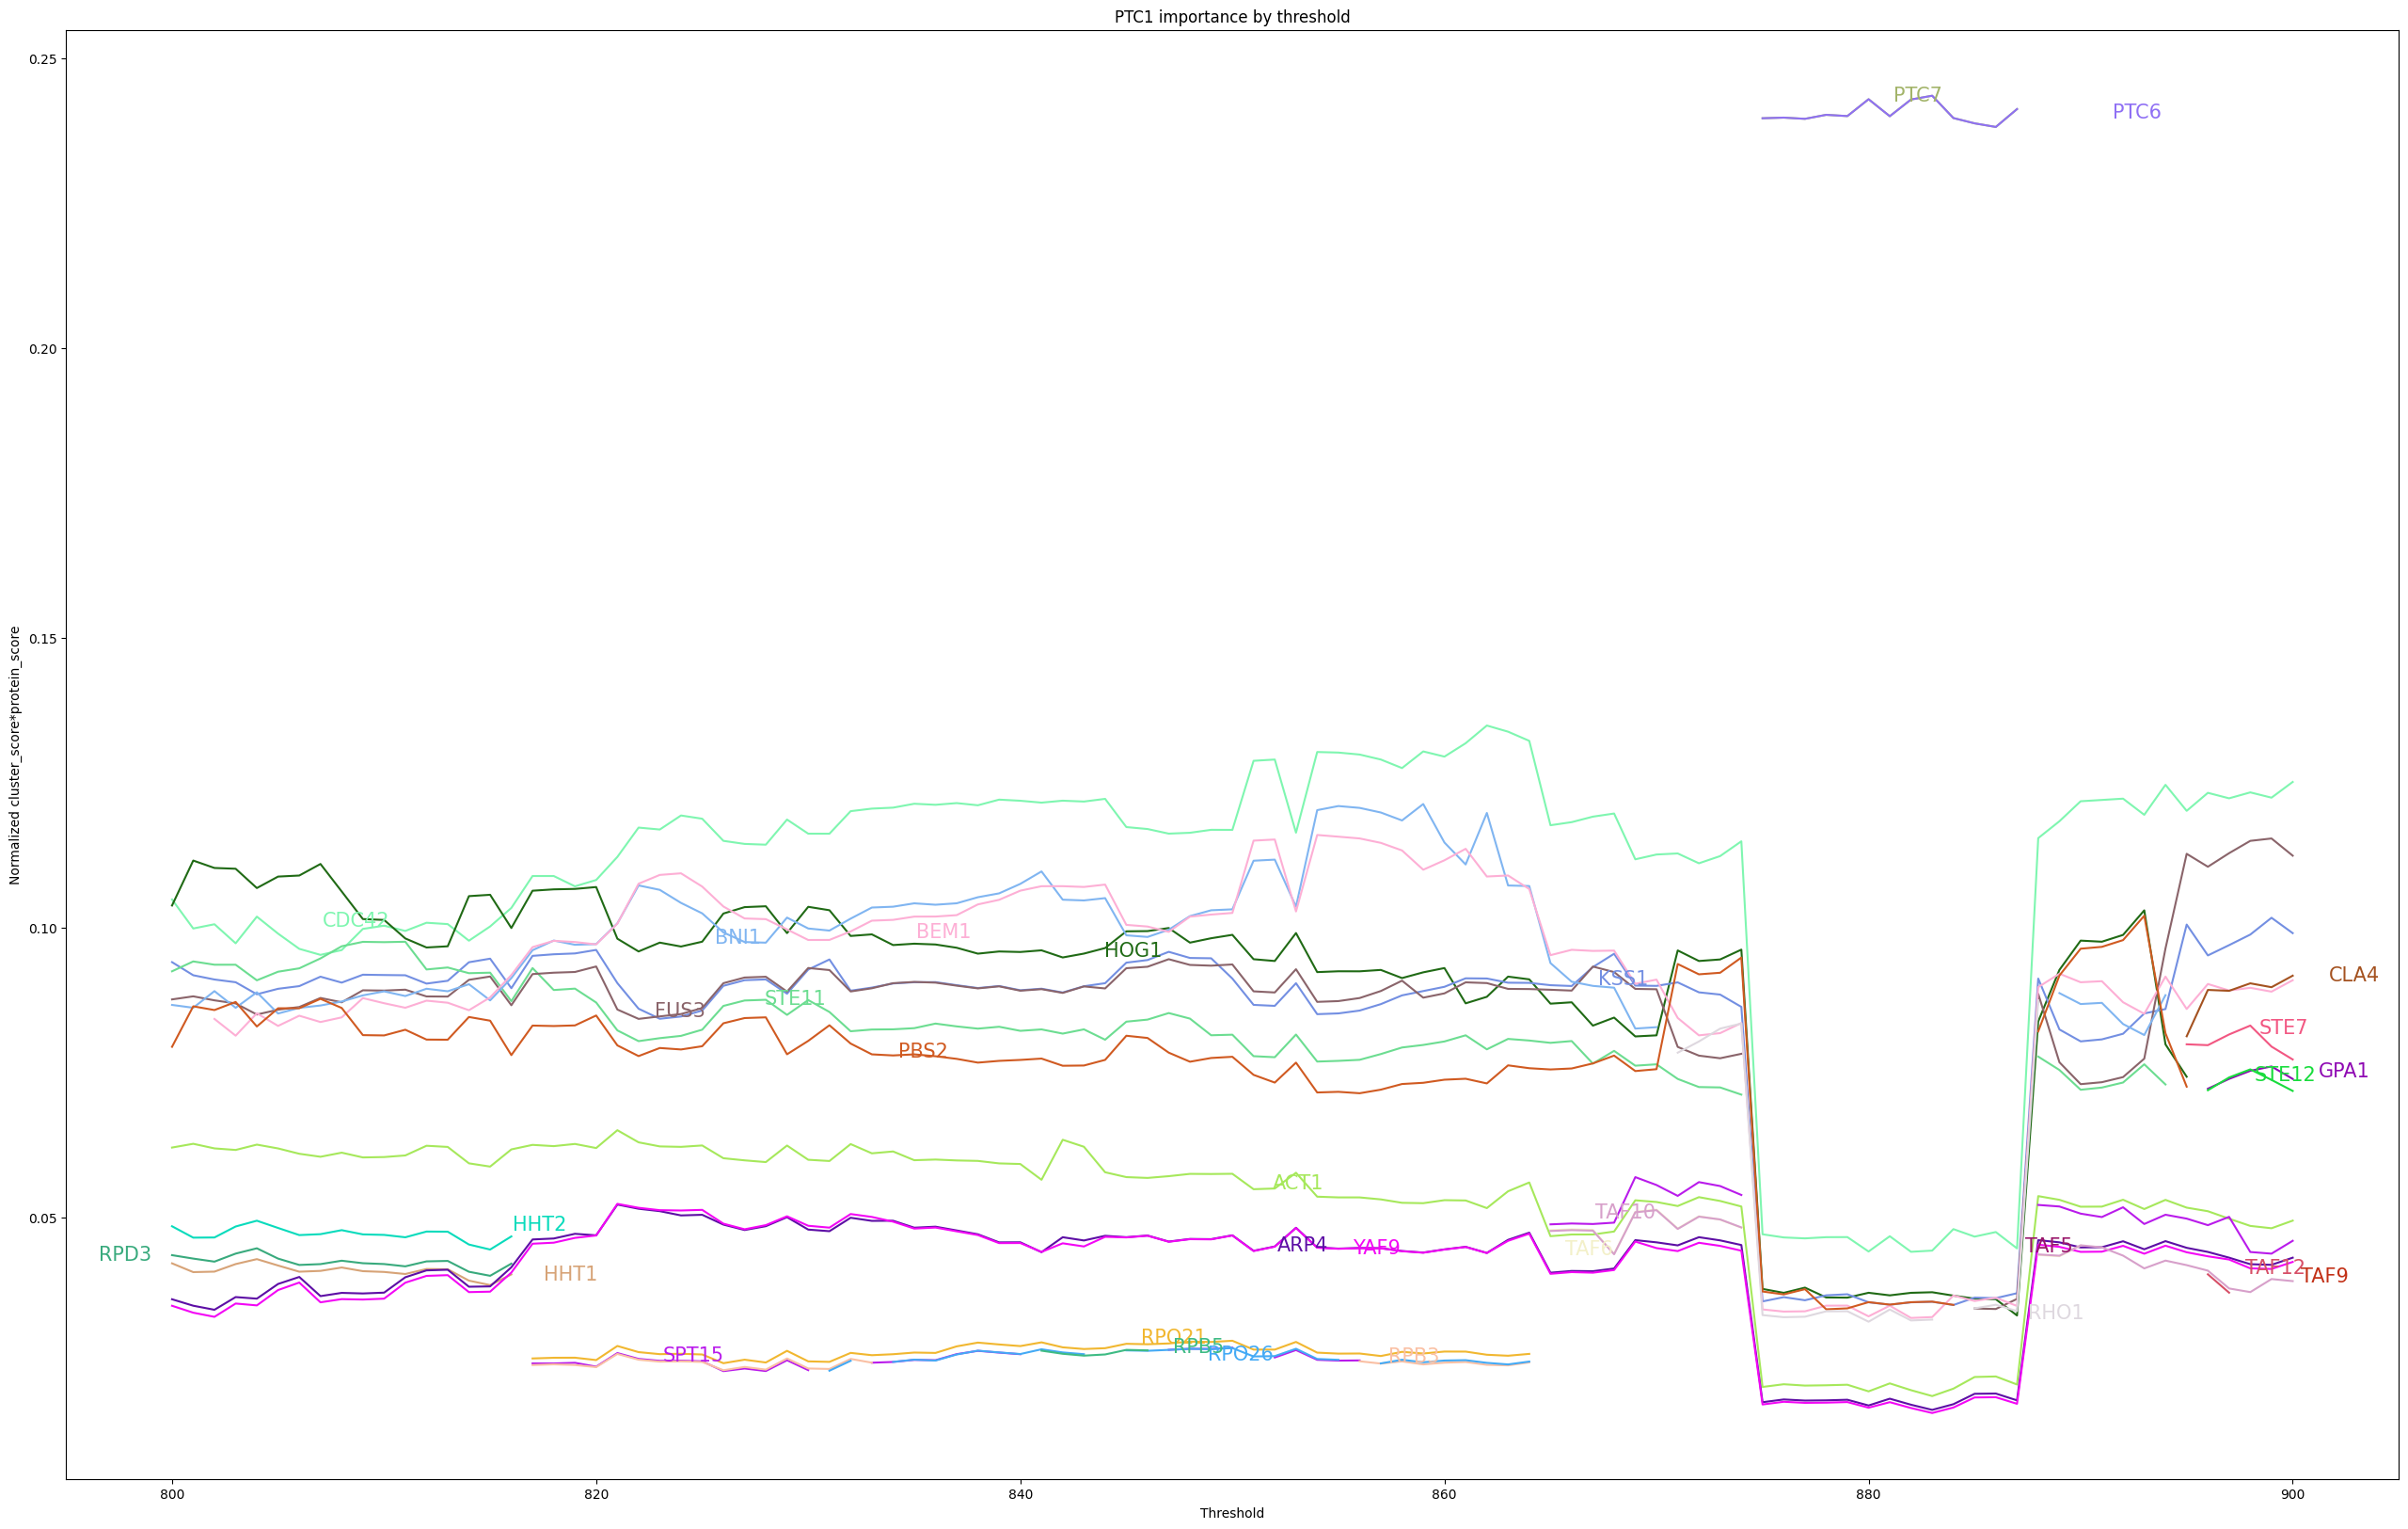 PTC1 importance by threshold
0.25
PTC7
PTC6
0.20
0.15
Normalized cluster_score*protein_score
0.10
CDC42
BNI1
BEM1
HOG1
KSS1
CLA4
EUS3
STE11
PBS2
STE7
STE12
GPA1
0.05
ACT1
TAF10
HHT2
RPD3
HHT1
ARP4
YAF9
TAF6
TAF5
TAF12
TAF9
RHO1
SPT15
RPO21
RPB5
RPO26
RPB3
800
820
840
860
880
900
Threshold